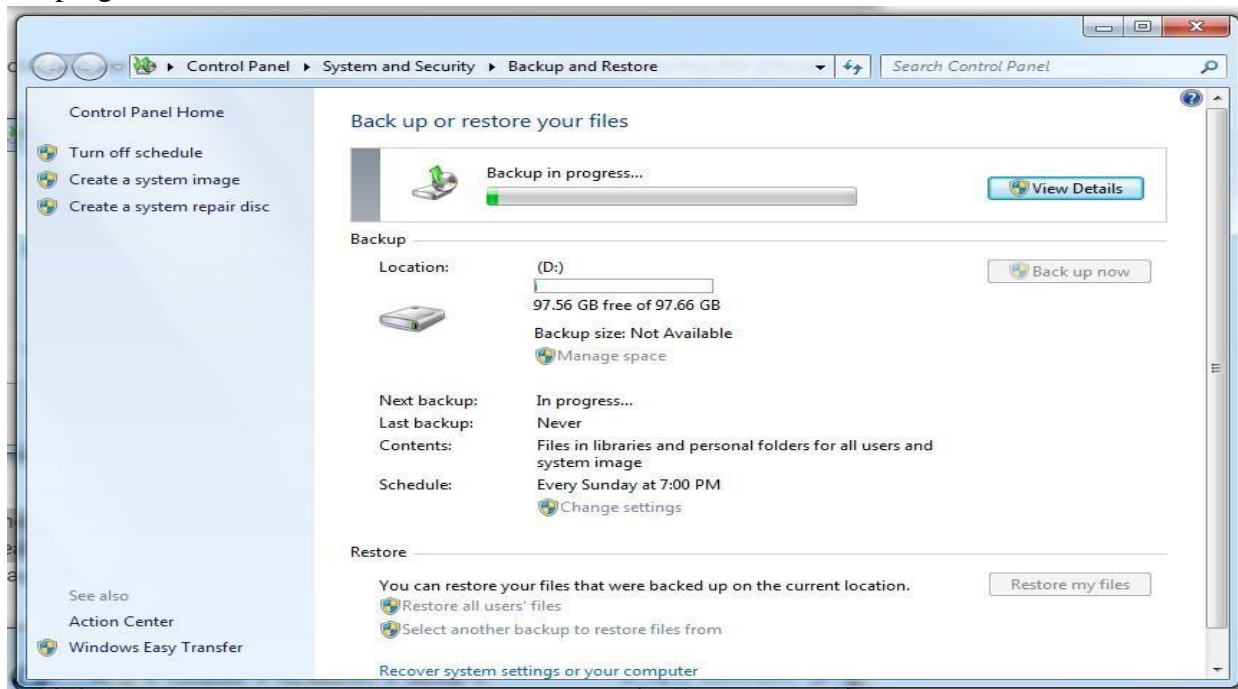 Control Panel ▸ System and Security ▸ Backup and Restore
Search Control Panel
Control Panel Home
Turn off schedule
Create a system image
Create a system repair disc
See also
Action Center
Windows Easy Transfer
Back up or restore your files
Backup in progress...
View Details
Backup
Location: (D:)
Back up now
97.56 GB free of 97.66 GB
Backup size: Not Available
Manage space
Next backup: In progress...
Last backup: Never
Contents: Files in libraries and personal folders for all users and
system image
Schedule: Every Sunday at 7:00 PM
Change settings
Restore
You can restore your files that were backed up on the current location.
Restore my files
Restore all users' files
Select another backup to restore files from
Recover system settings or your computer